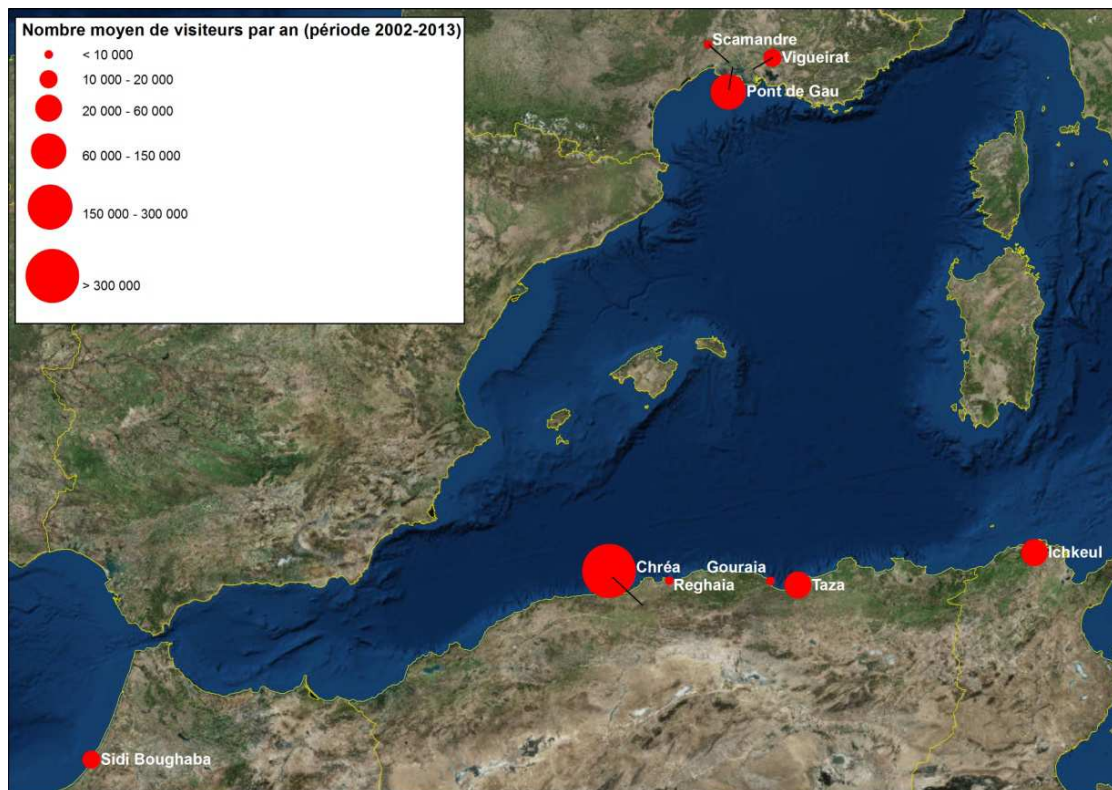 Nombre moyen de visiteurs par an (période 2002-2013)
< 10 000
10 000 - 20 000
20 000 - 60 000
60 000 - 150 000
150 000 - 300 000
> 300 000
Scamandre
Vigueirat
Pont de Gau
Ichkeul
Chréa
Gouraia
Reghaia
Taza
Sidi Boughaba